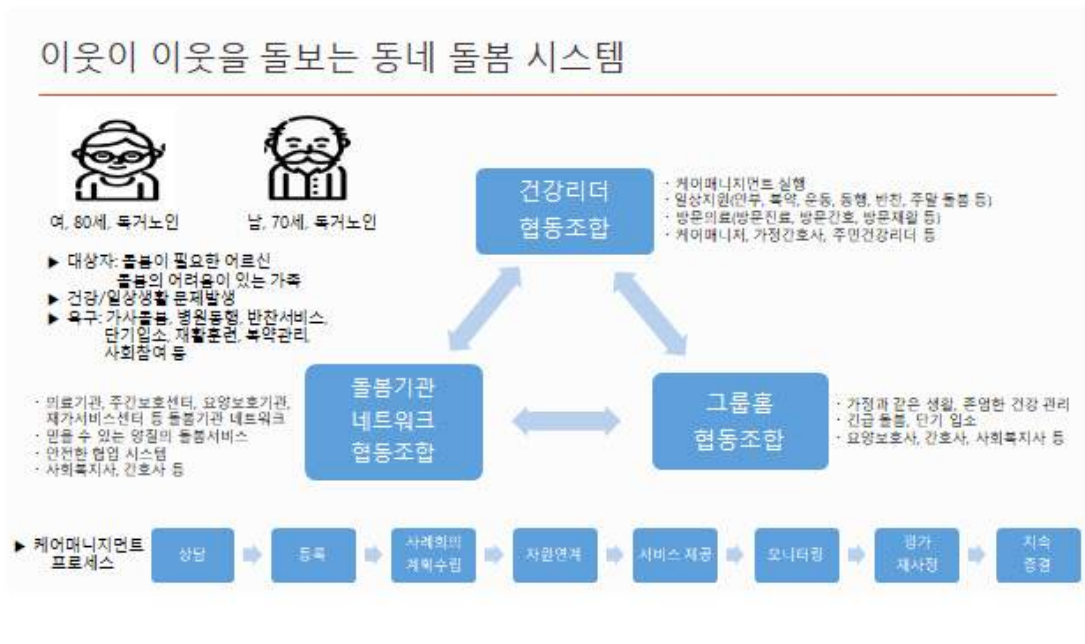 이웃이 이웃을 돌보는 동네 돌봄 시스템
여, 80세, 독거노인
남, 70세, 독거노인
▶ 대상자: 돌봄이 필요한 어르신
돌봄의 어려움이 있는 가족
▶ 건강/일상생활 문제발생
▶ 욕구: 가사돌봄, 병원동행, 반찬서비스,
단기입소, 재활훈련, 복약관리,
사회참여 등
건강리더
협동조합
· 케어매니지먼트 실행
· 일상지원(안부, 복약, 운동, 동행, 반찬, 주말 돌봄 등)
· 방문의료(방문진료, 방문간호, 방문재활 등)
· 케어매니저, 가정간호사, 주민건강리더 등
돌봄기관
네트워크
협동조합
· 의료기관, 주간보호센터, 요양보호기관,
재가서비스센터 등 돌봄기관 네트워크
· 믿을 수 있는 양질의 돌봄서비스
· 안전한 협업 시스템
· 사회복지사, 간호사 등
그룹홈
협동조합
· 가정과 같은 생활, 존엄한 건강 관리
· 긴급 돌봄, 단기 입소
· 요양보호사, 간호사, 사회복지사 등
▶ 케어매니지먼트
프로세스
상담
등록
사례회의
계획수립
자원연계
서비스 제공
모니터링
평가
재사정
지속
종결